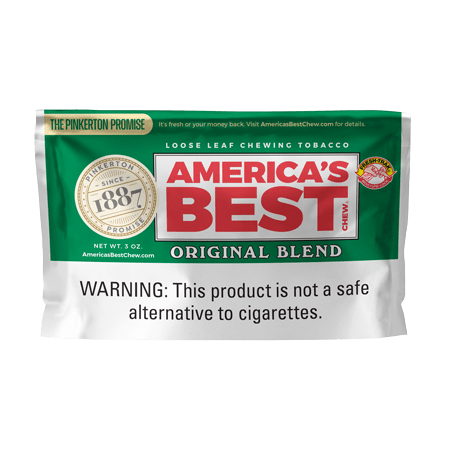 THE PINKERTON PROMISE
It's fresh or your money back. Visit AmericasBestChew.com for details.
LOOSE LEAF CHEWING TOBACCO
PINKERTON
SINCE
1887
PROMISE
AMERICA'S
BEST
CHEW.
FRESH-TRAK
NET WT. 3 OZ.
AmericasBestChew.com
ORIGINAL BLEND
WARNING: This product is not a safe
alternative to cigarettes.